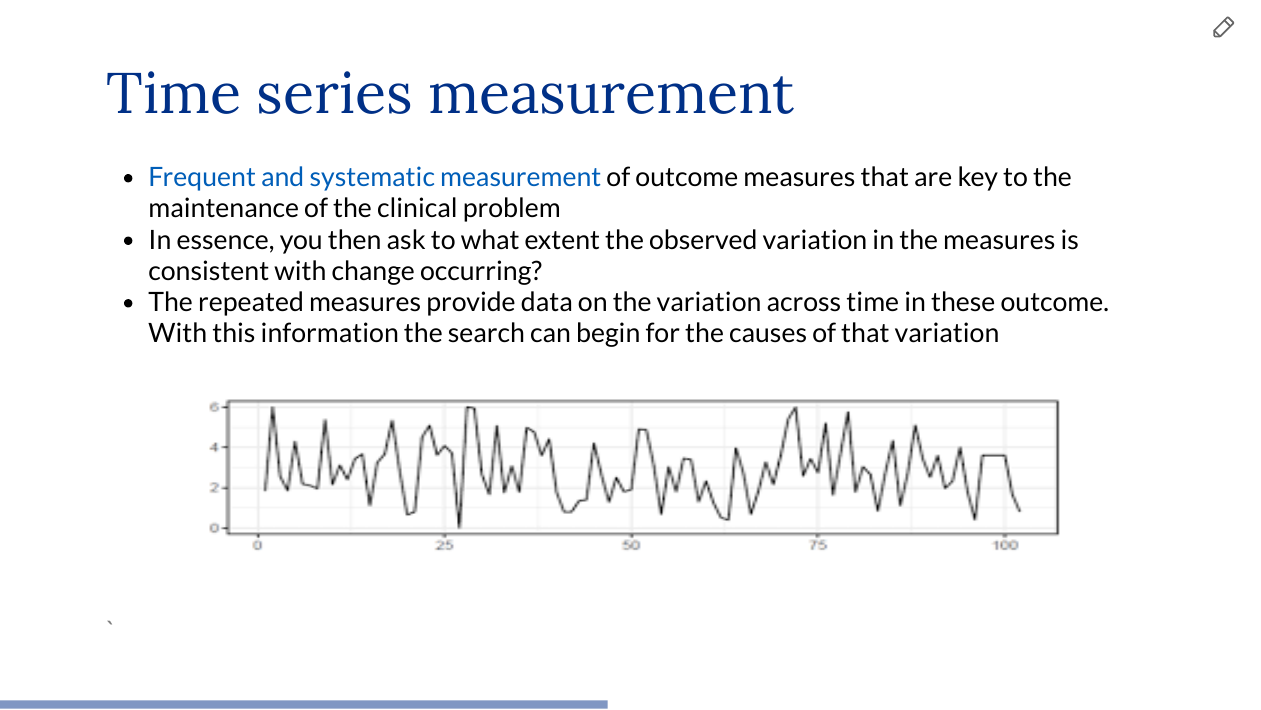 Time series measurement
• Frequent and systematic measurement of outcome measures that are key to the
maintenance of the clinical problem
• In essence, you then ask to what extent the observed variation in the measures is
consistent with change occurring?
• The repeated measures provide data on the variation across time in these outcome.
With this information the search can begin for the causes of that variation
6
4
2
0
0 25 50 75 100
`